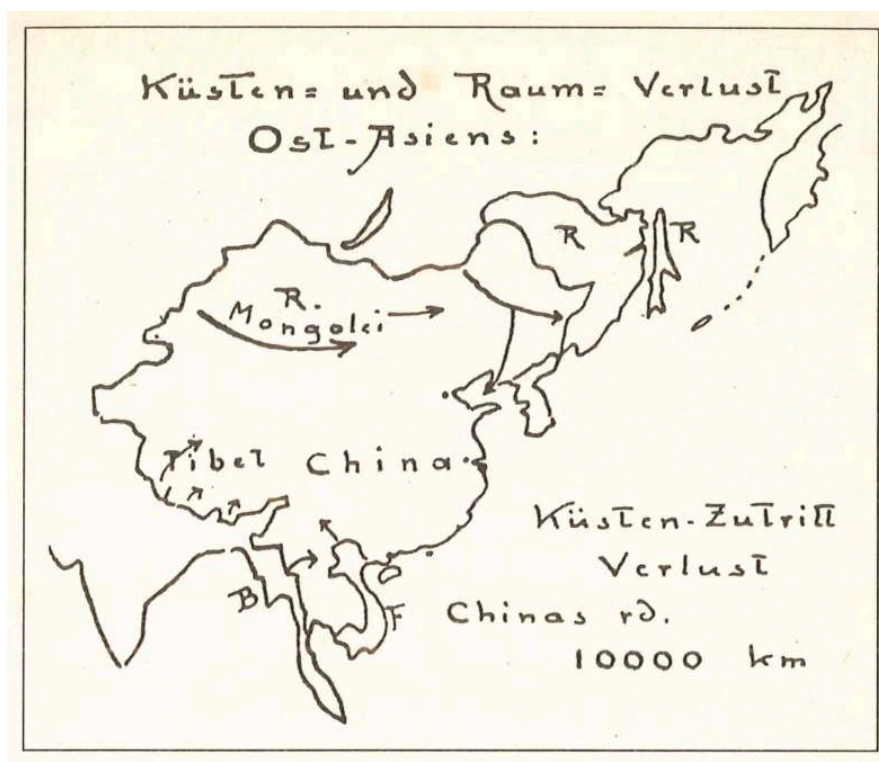 Küsten= und Raum= Verlust
Ost-Asiens:
R
R
R.
Mongolei
Tibet China
Küsten-Zutritt
Verlust
B
F
Chinas rd.
10000 km